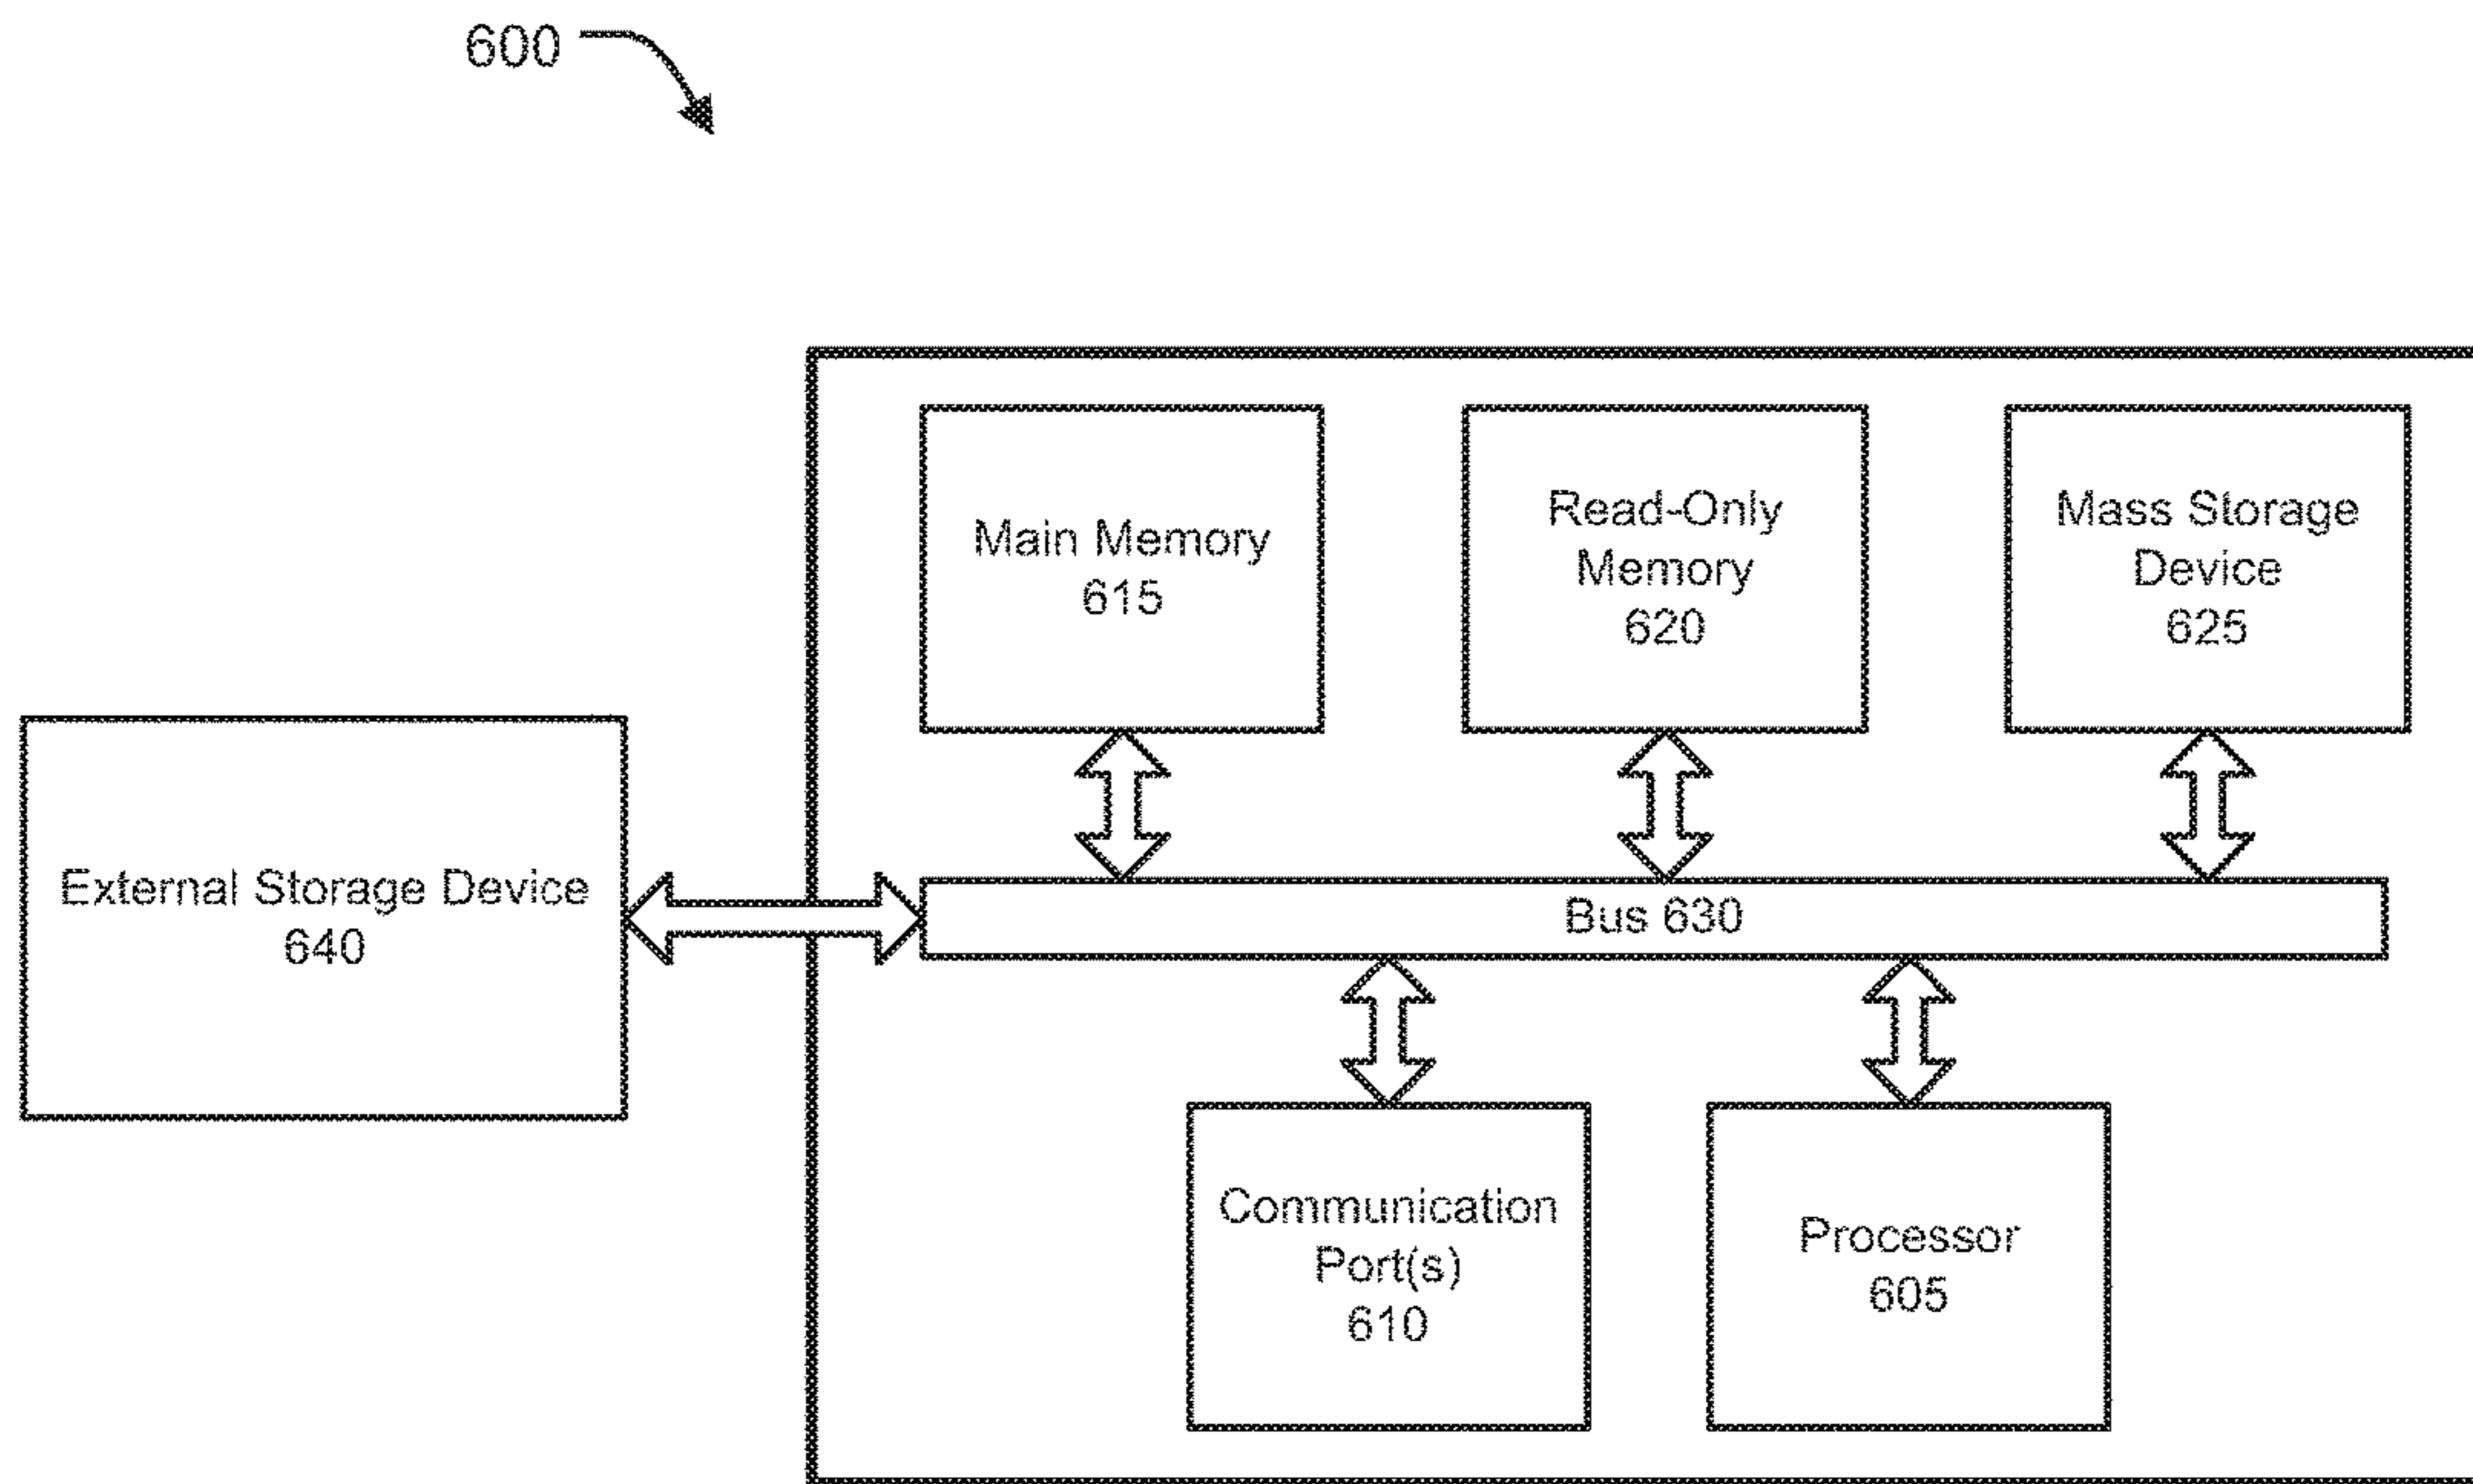 600
Main Memory
615
Read-Only
Memory
620
Mass Storage
Device
625
External Storage Device
640
Bus 630
Communication
Port(s)
610
Processor
605